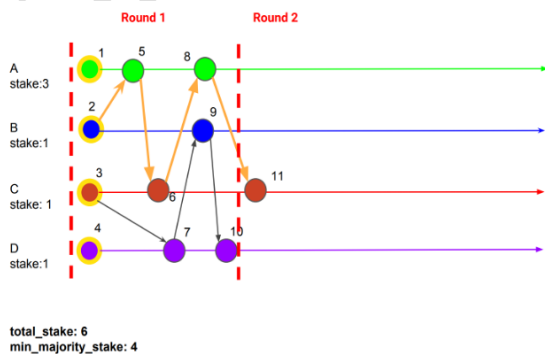 Round 1
Round 2
A
stake:3
1
5
8
B
stake:1
2
9
C
stake: 1
3
6
11
D
stake:1
4
7
10
total_stake: 6
min_majority_stake: 4